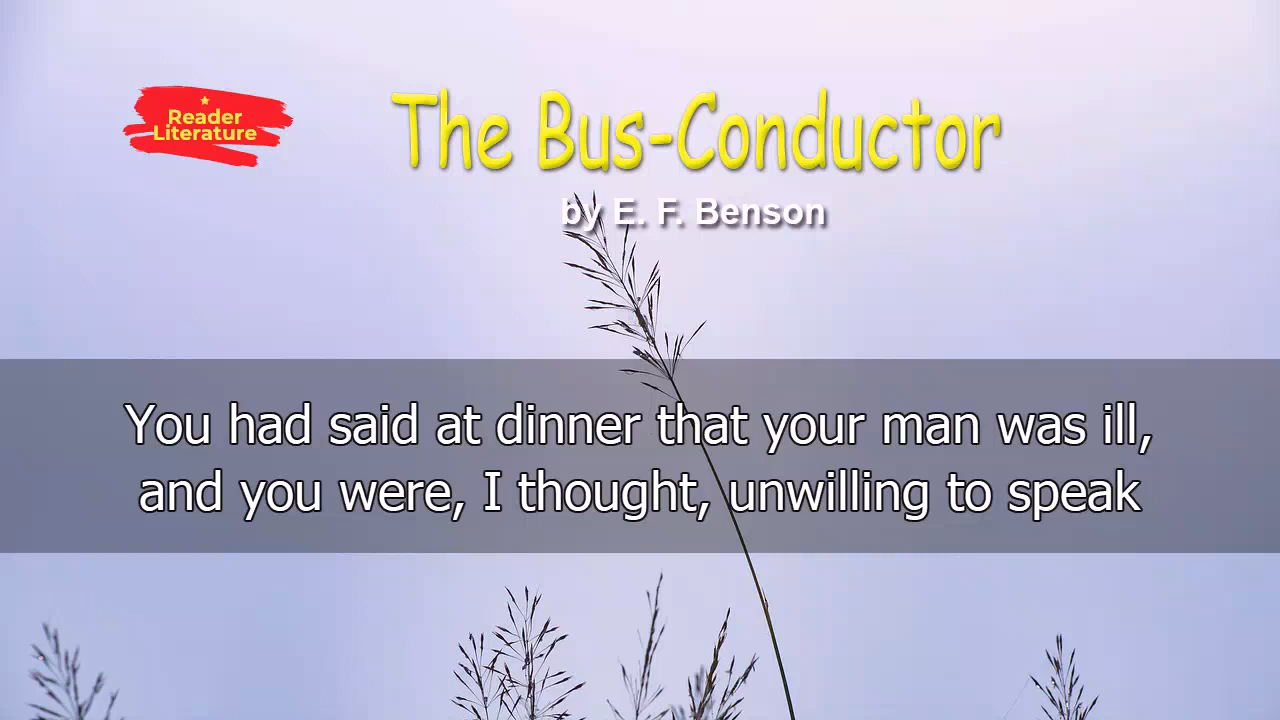 Reader
Literature
The Bus-Conductor
by E. F. Benson
You had said at dinner that your man was ill,
and you were, I thought, unwilling to speak